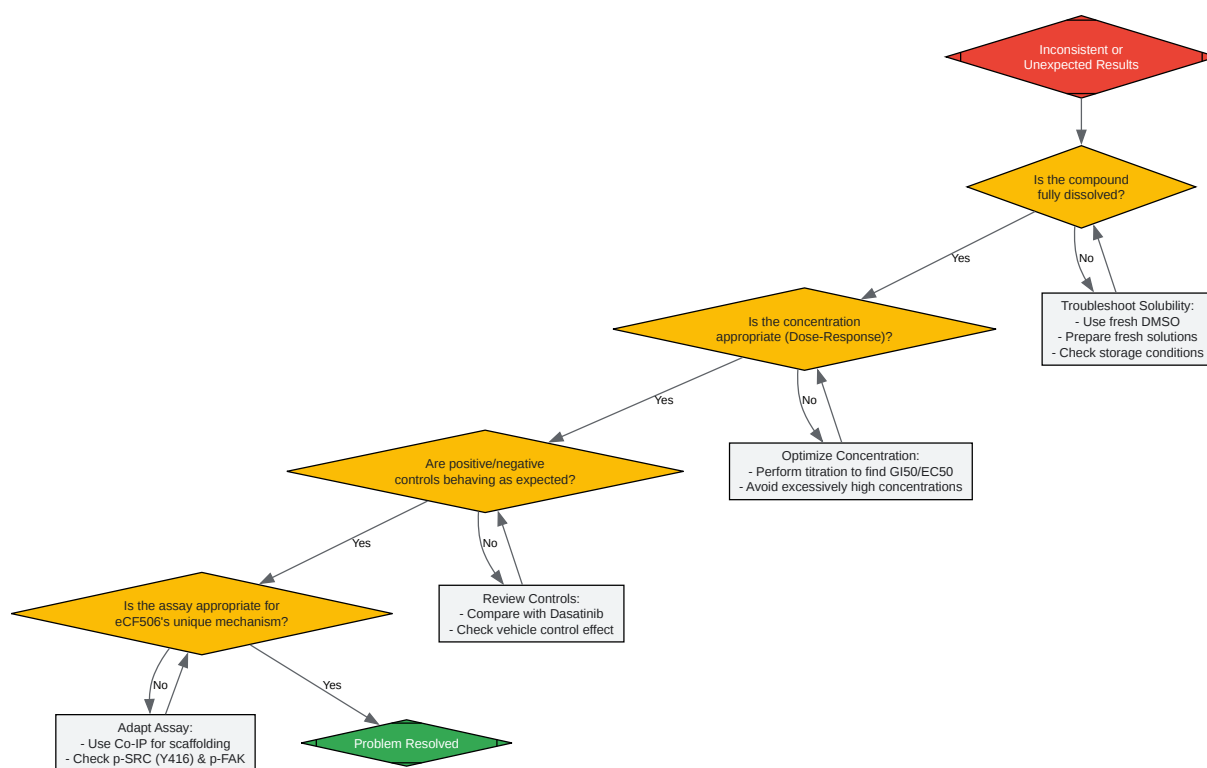 Inconsistent or
Unexpected Results
Is the compound
fully dissolved?
Yes
No
Troubleshoot Solubility:
- Use fresh DMSO
- Prepare fresh solutions
- Check storage conditions
Is the concentration
appropriate (Dose-Response)?
Yes
No
Optimize Concentration:
- Perform titration to find GI50/EC50
- Avoid excessively high concentrations
Are positive/negative
controls behaving as expected?
Yes
No
Review Controls:
- Compare with Dasatinib
- Check vehicle control effect
Is the assay appropriate for
eCF506's unique mechanism?
No
Yes
Adapt Assay:
- Use Co-IP for scaffolding
- Check p-SRC (Y416) & p-FAK
Problem Resolved